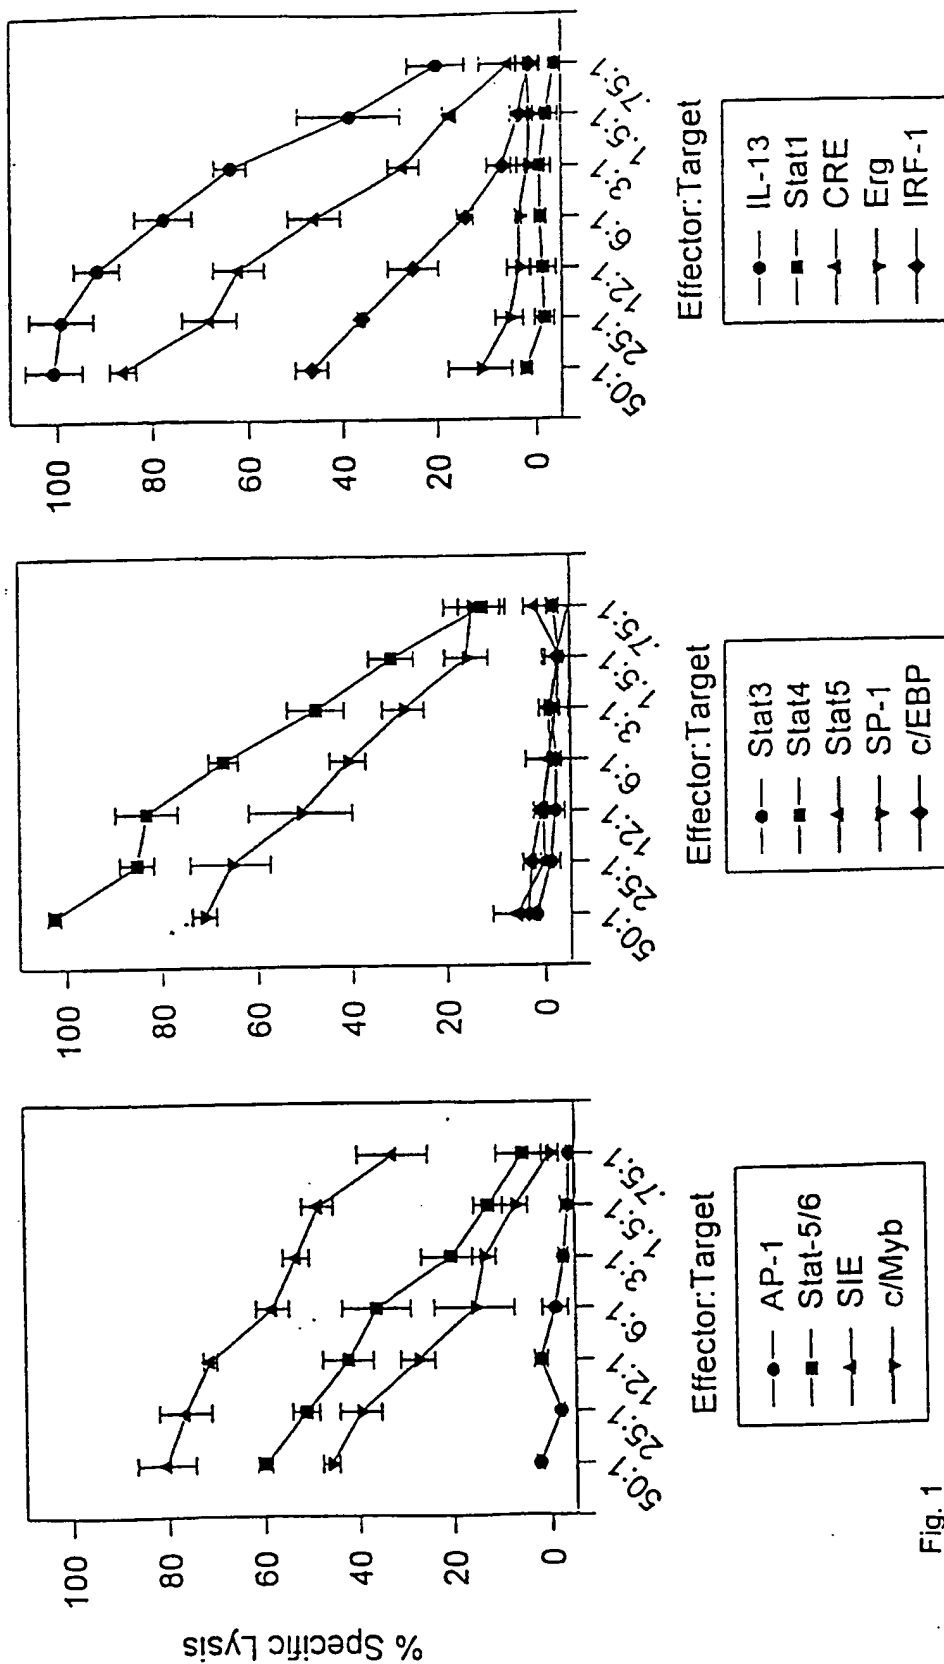 % Specific Lysis
100
80
60
40
20
0
50:1
25:1
12:1
6:1
3:1
1.5:1
.75:1
Effector:Target
AP-1
Stat-5/6
SIE
c/Myb
100
80
60
40
20
0
50:1
25:1
12:1
6:1
3:1
1.5:1
.75:1
Effector:Target
Stat3
Stat4
Stat5
SP-1
c/EBP
100
80
60
40
20
0
50:1
25:1
12:1
6:1
3:1
1.5:1
.75:1
Effector:Target
IL-13
Stat1
CRE
Erg
IRF-1
Fig. 1